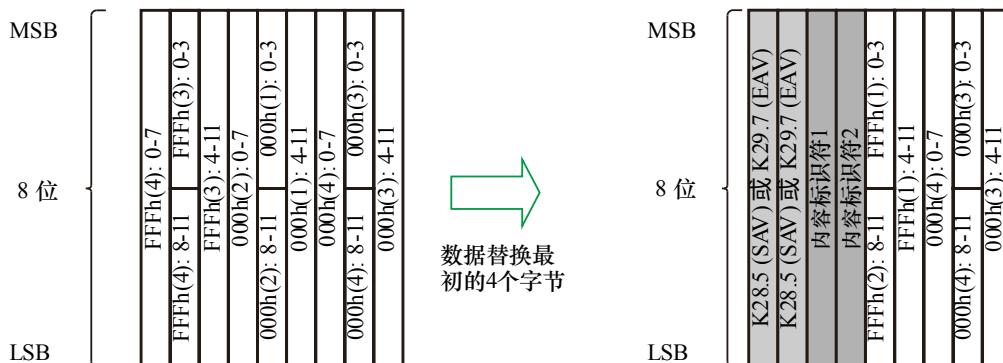 MSB
8 位
LSB
FFFh(4): 0-7
FFFh(3): 0-3
FFFh(4): 8-11
FFFh(3): 4-11
000h(2): 0-7
000h(1): 0-3
000h(2): 8-11
000h(1): 4-11
000h(4): 0-7
000h(3): 0-3
000h(4): 8-11
000h(3): 4-11
数据替换最
初的4个字节
MSB
8 位
LSB
K28.5 (SAV) 或 K29.7 (EAV)
K28.5 (SAV) 或 K29.7 (EAV)
内容标识符1
内容标识符2
FFFh(1): 0-3
FFFh(2): 8-11
FFFh(1): 4-11
000h(4): 0-7
000h(3): 0-3
000h(4): 8-11
000h(3): 4-11